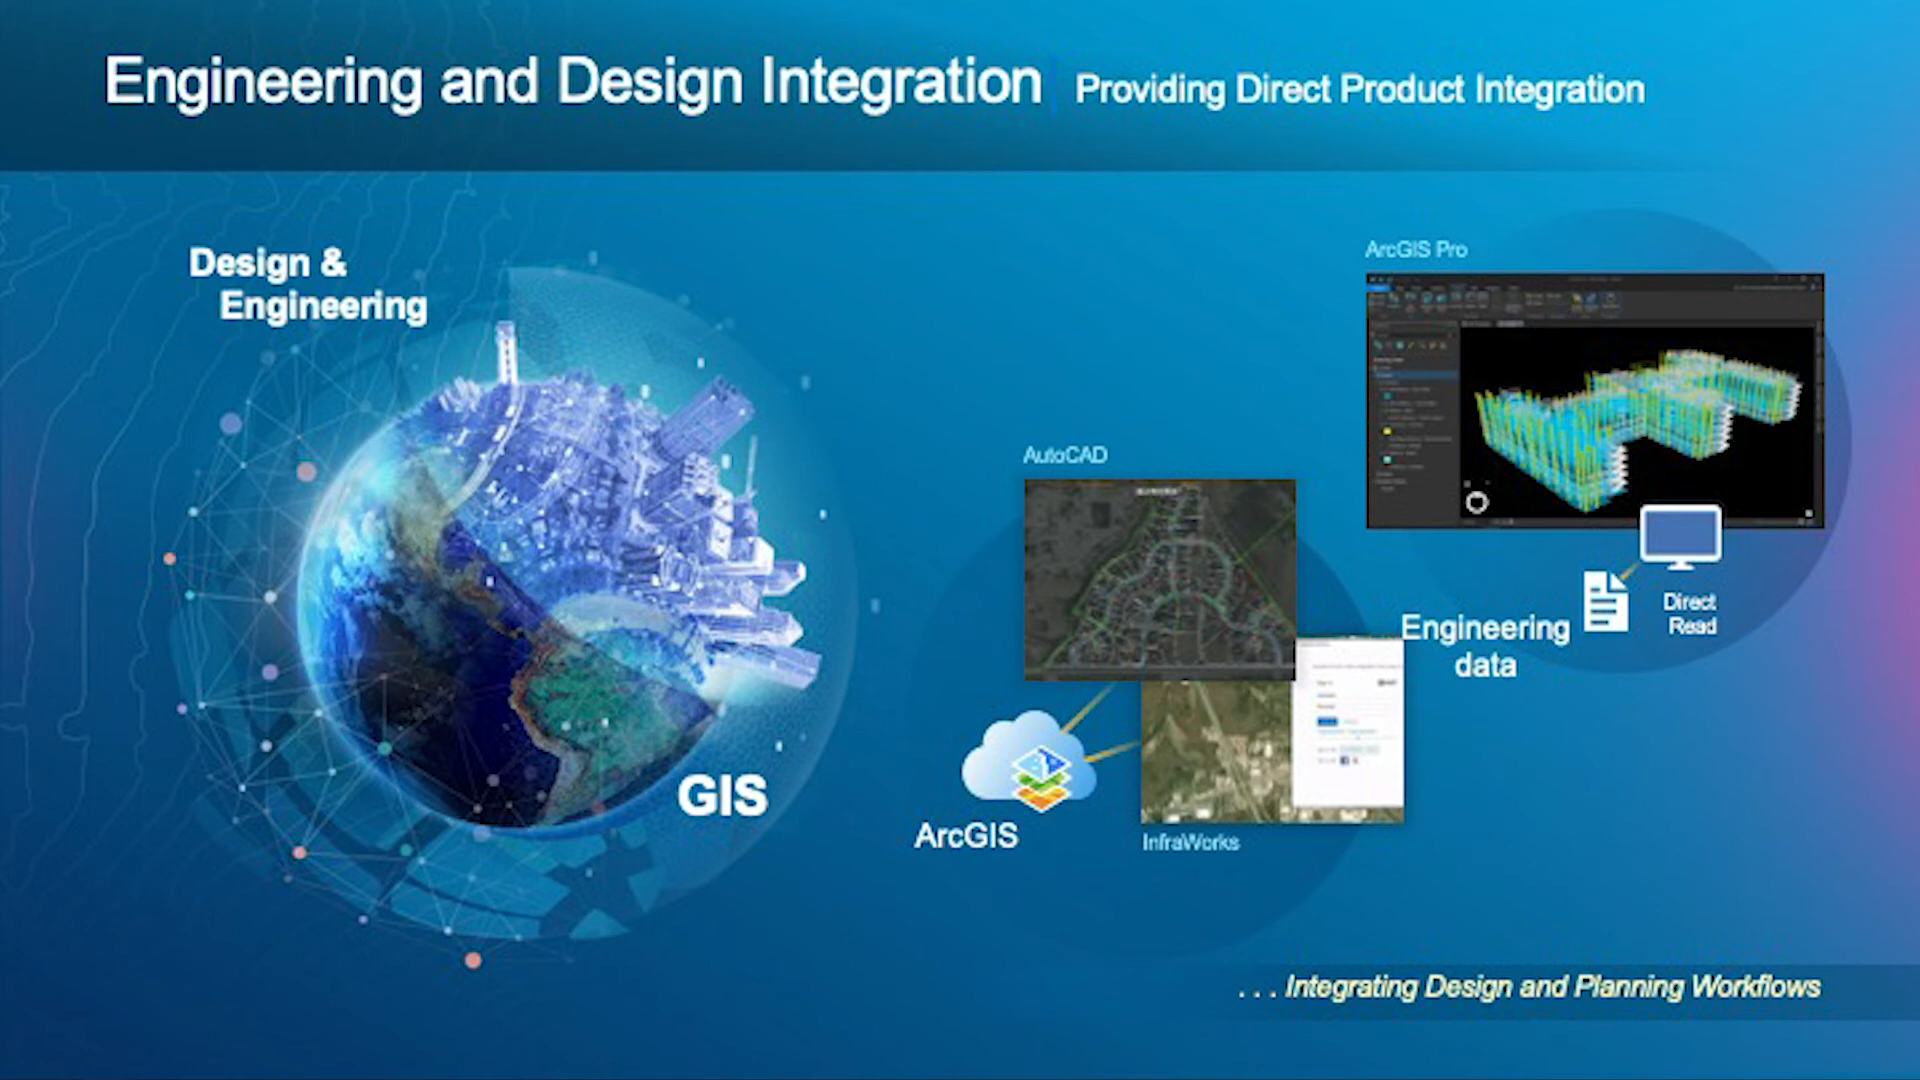 Engineering and Design Integration
Providing Direct Product Integration
Design &
Engineering
GIS
AutoCAD
ArcGIS
InfraWorks
ArcGIS Pro
Engineering
data
Direct
Read
. . . Integrating Design and Planning Workflows